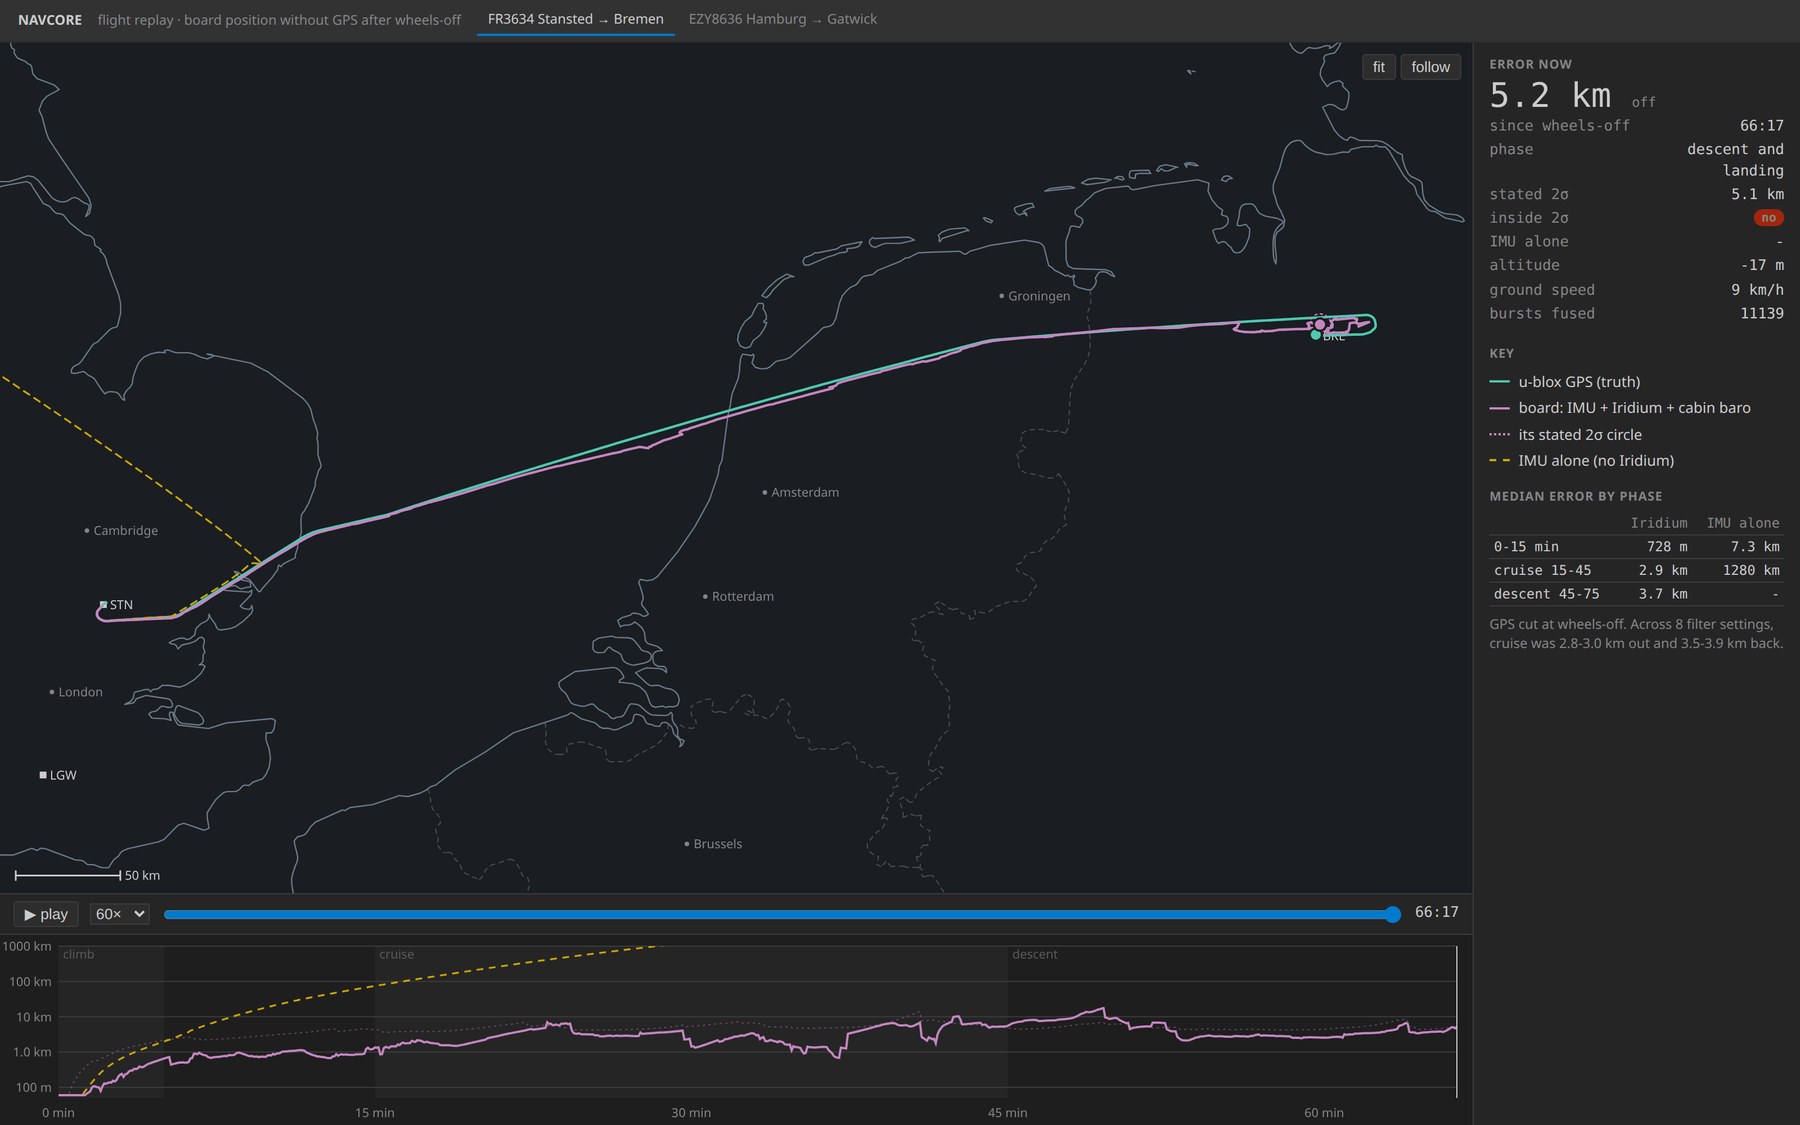 NAVCORE flight replay · board position without GPS after wheels-off FR3634 Stansted → Bremen EZY8636 Hamburg → Gatwick
fit follow
Groningen
BRE
Amsterdam
Cambridge
Rotterdam
STN
London
LGW
Brussels
50 km
▶ play 60× 66:17
1000 km
100 km
10 km
1.0 km
100 m
climb cruise descent
0 min 15 min 30 min 45 min 60 min
ERROR NOW
5.2 km off
since wheels-off 66:17
phase descent and
landing
stated 2σ 5.1 km
inside 2σ no
IMU alone -
altitude -17 m
ground speed 9 km/h
bursts fused 11139
KEY
u-blox GPS (truth)
board: IMU + Iridium + cabin baro
its stated 2σ circle
IMU alone (no Iridium)
MEDIAN ERROR BY PHASE
Iridium IMU alone
0-15 min 728 m 7.3 km
cruise 15-45 2.9 km 1280 km
descent 45-75 3.7 km -
GPS cut at wheels-off. Across 8 filter settings,
cruise was 2.8-3.0 km out and 3.5-3.9 km back.